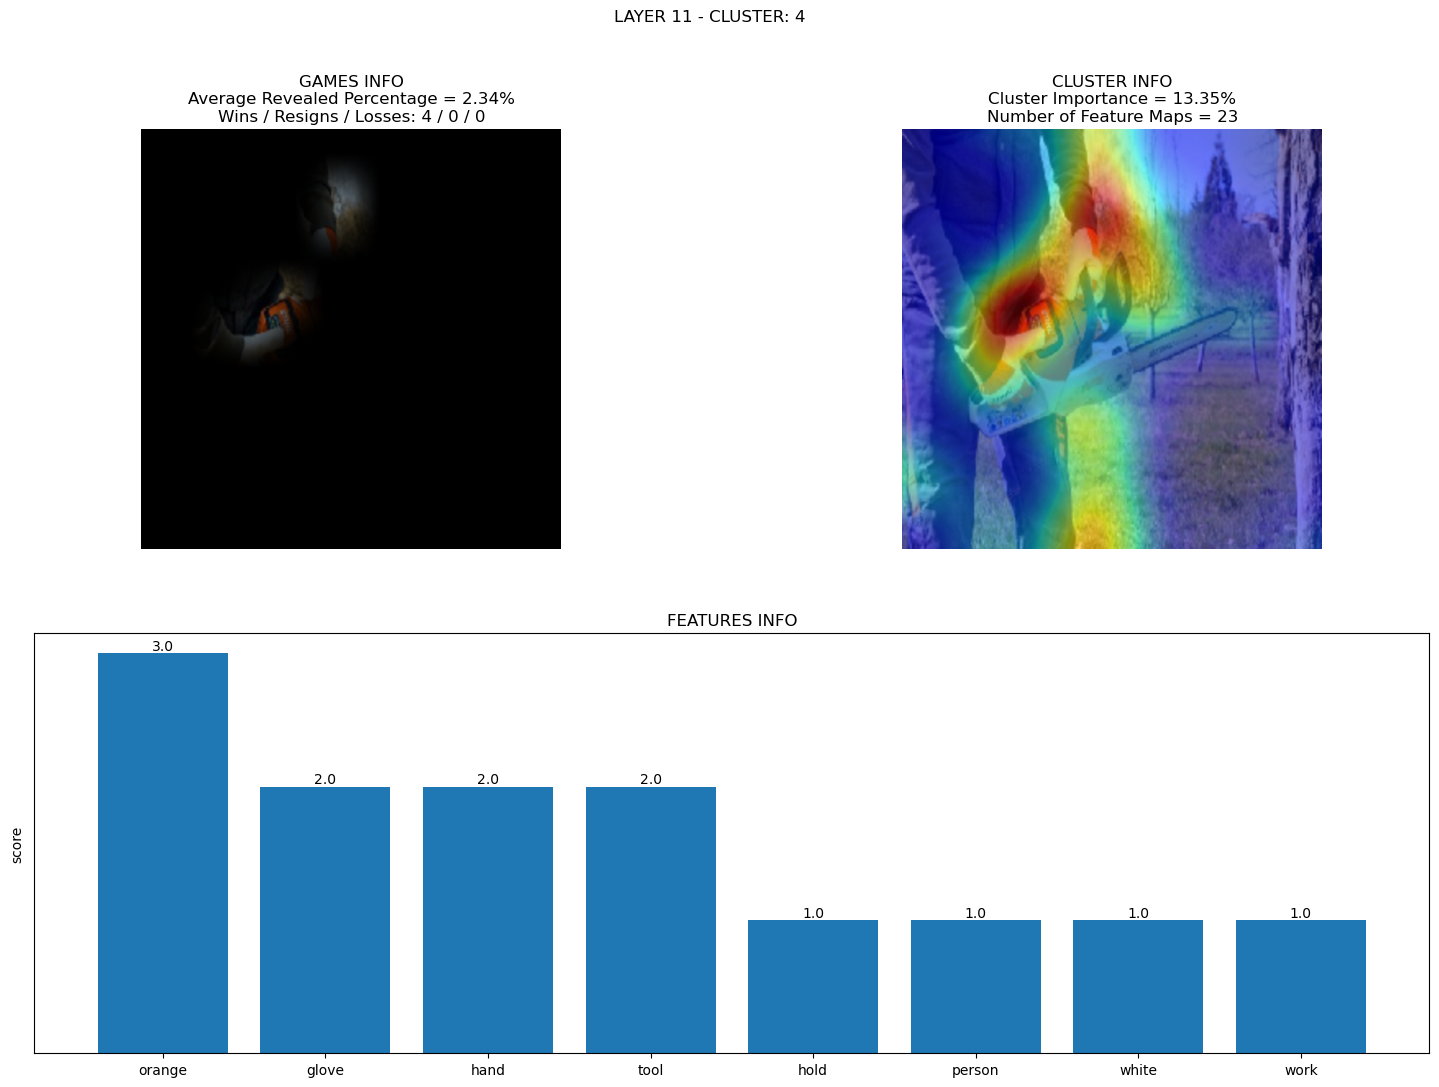 LAYER 11 - CLUSTER: 4
GAMES INFO
Average Revealed Percentage = 2.34%
Wins / Resigns / Losses: 4 / 0 / 0
CLUSTER INFO
Cluster Importance = 13.35%
Number of Feature Maps = 23
FEATURES INFO
score
3.0
2.0
2.0
2.0
1.0
1.0
1.0
1.0
orange
glove
hand
tool
hold
person
white
work